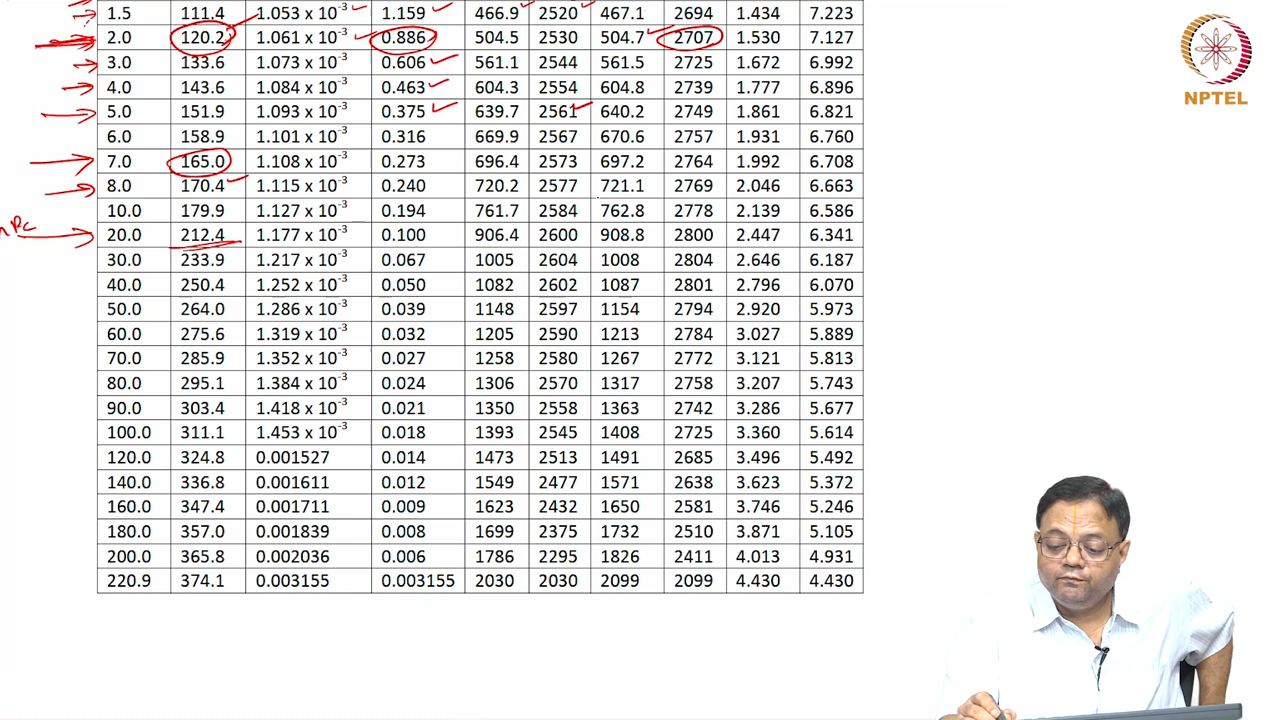 1.5 111.4 1.053 x 10⁻³ 1.159 466.9 2520 467.1 2694 1.434 7.223
2.0 120.2 1.061 x 10⁻³ 0.886 504.5 2530 504.7 2707 1.530 7.127
3.0 133.6 1.073 x 10⁻³ 0.606 561.1 2544 561.5 2725 1.672 6.992
4.0 143.6 1.084 x 10⁻³ 0.463 604.3 2554 604.8 2739 1.777 6.896
5.0 151.9 1.093 x 10⁻³ 0.375 639.7 2561 640.2 2749 1.861 6.821
6.0 158.9 1.101 x 10⁻³ 0.316 669.9 2567 670.6 2757 1.931 6.760
7.0 165.0 1.108 x 10⁻³ 0.273 696.4 2573 697.2 2764 1.992 6.708
8.0 170.4 1.115 x 10⁻³ 0.240 720.2 2577 721.1 2769 2.046 6.663
10.0 179.9 1.127 x 10⁻³ 0.194 761.7 2584 762.8 2778 2.139 6.586
20.0 212.4 1.177 x 10⁻³ 0.100 906.4 2600 908.8 2800 2.447 6.341
30.0 233.9 1.217 x 10⁻³ 0.067 1005 2604 1008 2804 2.646 6.187
40.0 250.4 1.252 x 10⁻³ 0.050 1082 2602 1087 2801 2.796 6.070
50.0 264.0 1.286 x 10⁻³ 0.039 1148 2597 1154 2794 2.920 5.973
60.0 275.6 1.319 x 10⁻³ 0.032 1205 2590 1213 2784 3.027 5.889
70.0 285.9 1.352 x 10⁻³ 0.027 1258 2580 1267 2772 3.121 5.813
80.0 295.1 1.384 x 10⁻³ 0.024 1306 2570 1317 2758 3.207 5.743
90.0 303.4 1.418 x 10⁻³ 0.021 1350 2558 1363 2742 3.286 5.677
100.0 311.1 1.453 x 10⁻³ 0.018 1393 2545 1408 2725 3.360 5.614
120.0 324.8 0.001527 0.014 1473 2513 1491 2685 3.496 5.492
140.0 336.8 0.001611 0.012 1549 2477 1571 2638 3.623 5.372
160.0 347.4 0.001711 0.009 1623 2432 1650 2581 3.746 5.246
180.0 357.0 0.001839 0.008 1699 2375 1732 2510 3.871 5.105
200.0 365.8 0.002036 0.006 1786 2295 1826 2411 4.013 4.931
220.9 374.1 0.003155 0.003155 2030 2030 2099 2099 4.430 4.430
NPTEL